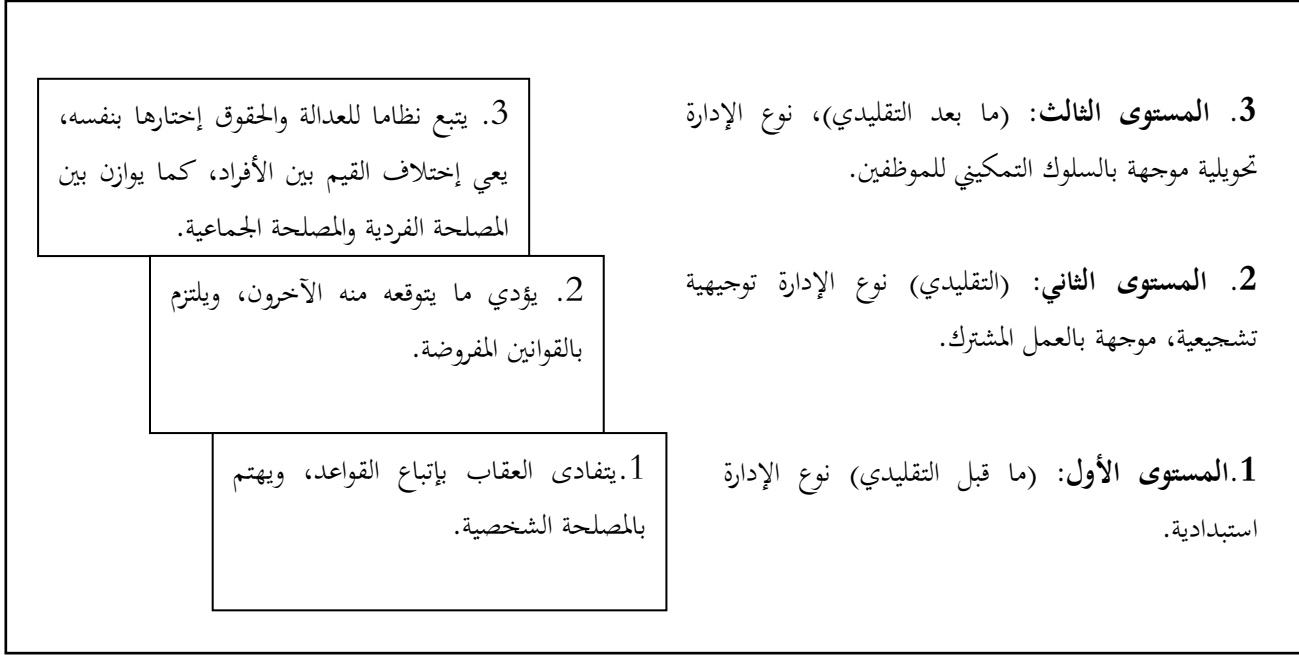 3. المستوى الثالث: (ما بعد التقليدي)، نوع الإدارة
تحويلية موجهة بالسلوك التمكيني للموظفين.
3. يتبع نظاما للعدالة والحقوق إختارها بنفسه،
يعي إختلاف القيم بين الأفراد، كما يوازن بين
المصلحة الفردية والمصلحة الجماعية.
2. المستوى الثاني: (التقليدي) نوع الإدارة توجيهية
تشجيعية، موجهة بالعمل المشترك.
2. يؤدي ما يتوقعه منه الآخرون، ويلتزم
بالقوانين المفروضة.
1.المستوى الأول: (ما قبل التقليدي) نوع الإدارة
استبدادية.
1.يتفادى العقاب بإتباع القواعد، ويهتم
بالمصلحة الشخصية.